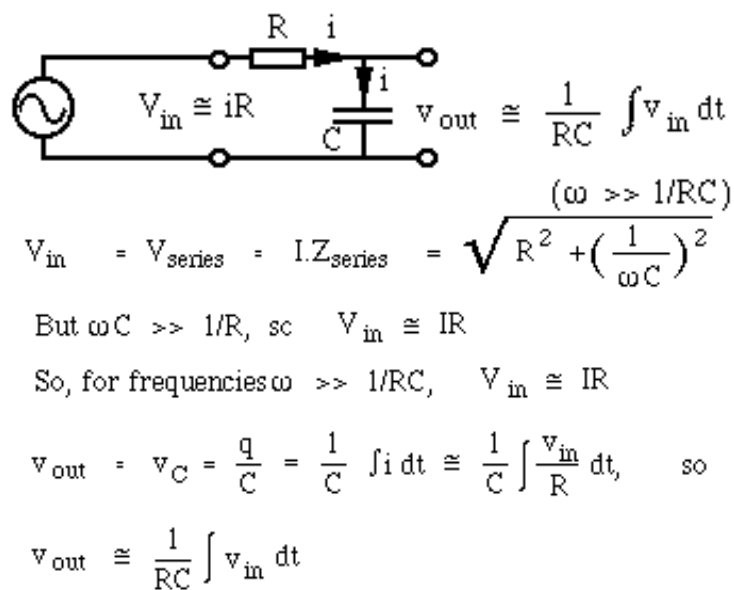 R i
i
V_in ≅ iR
C
v_out ≅ 1/RC ∫v_in dt
(ω >> 1/RC)
V_in = V_series = I.Z_series = √(R² + (1/ωC)²)
But ωC >> 1/R, so V_in ≅ IR
So, for frequencies ω >> 1/RC, V_in ≅ IR
v_out = v_C = q/C = 1/C ∫i dt ≅ 1/C ∫ v_in/R dt, so
v_out ≅ 1/RC ∫ v_in dt